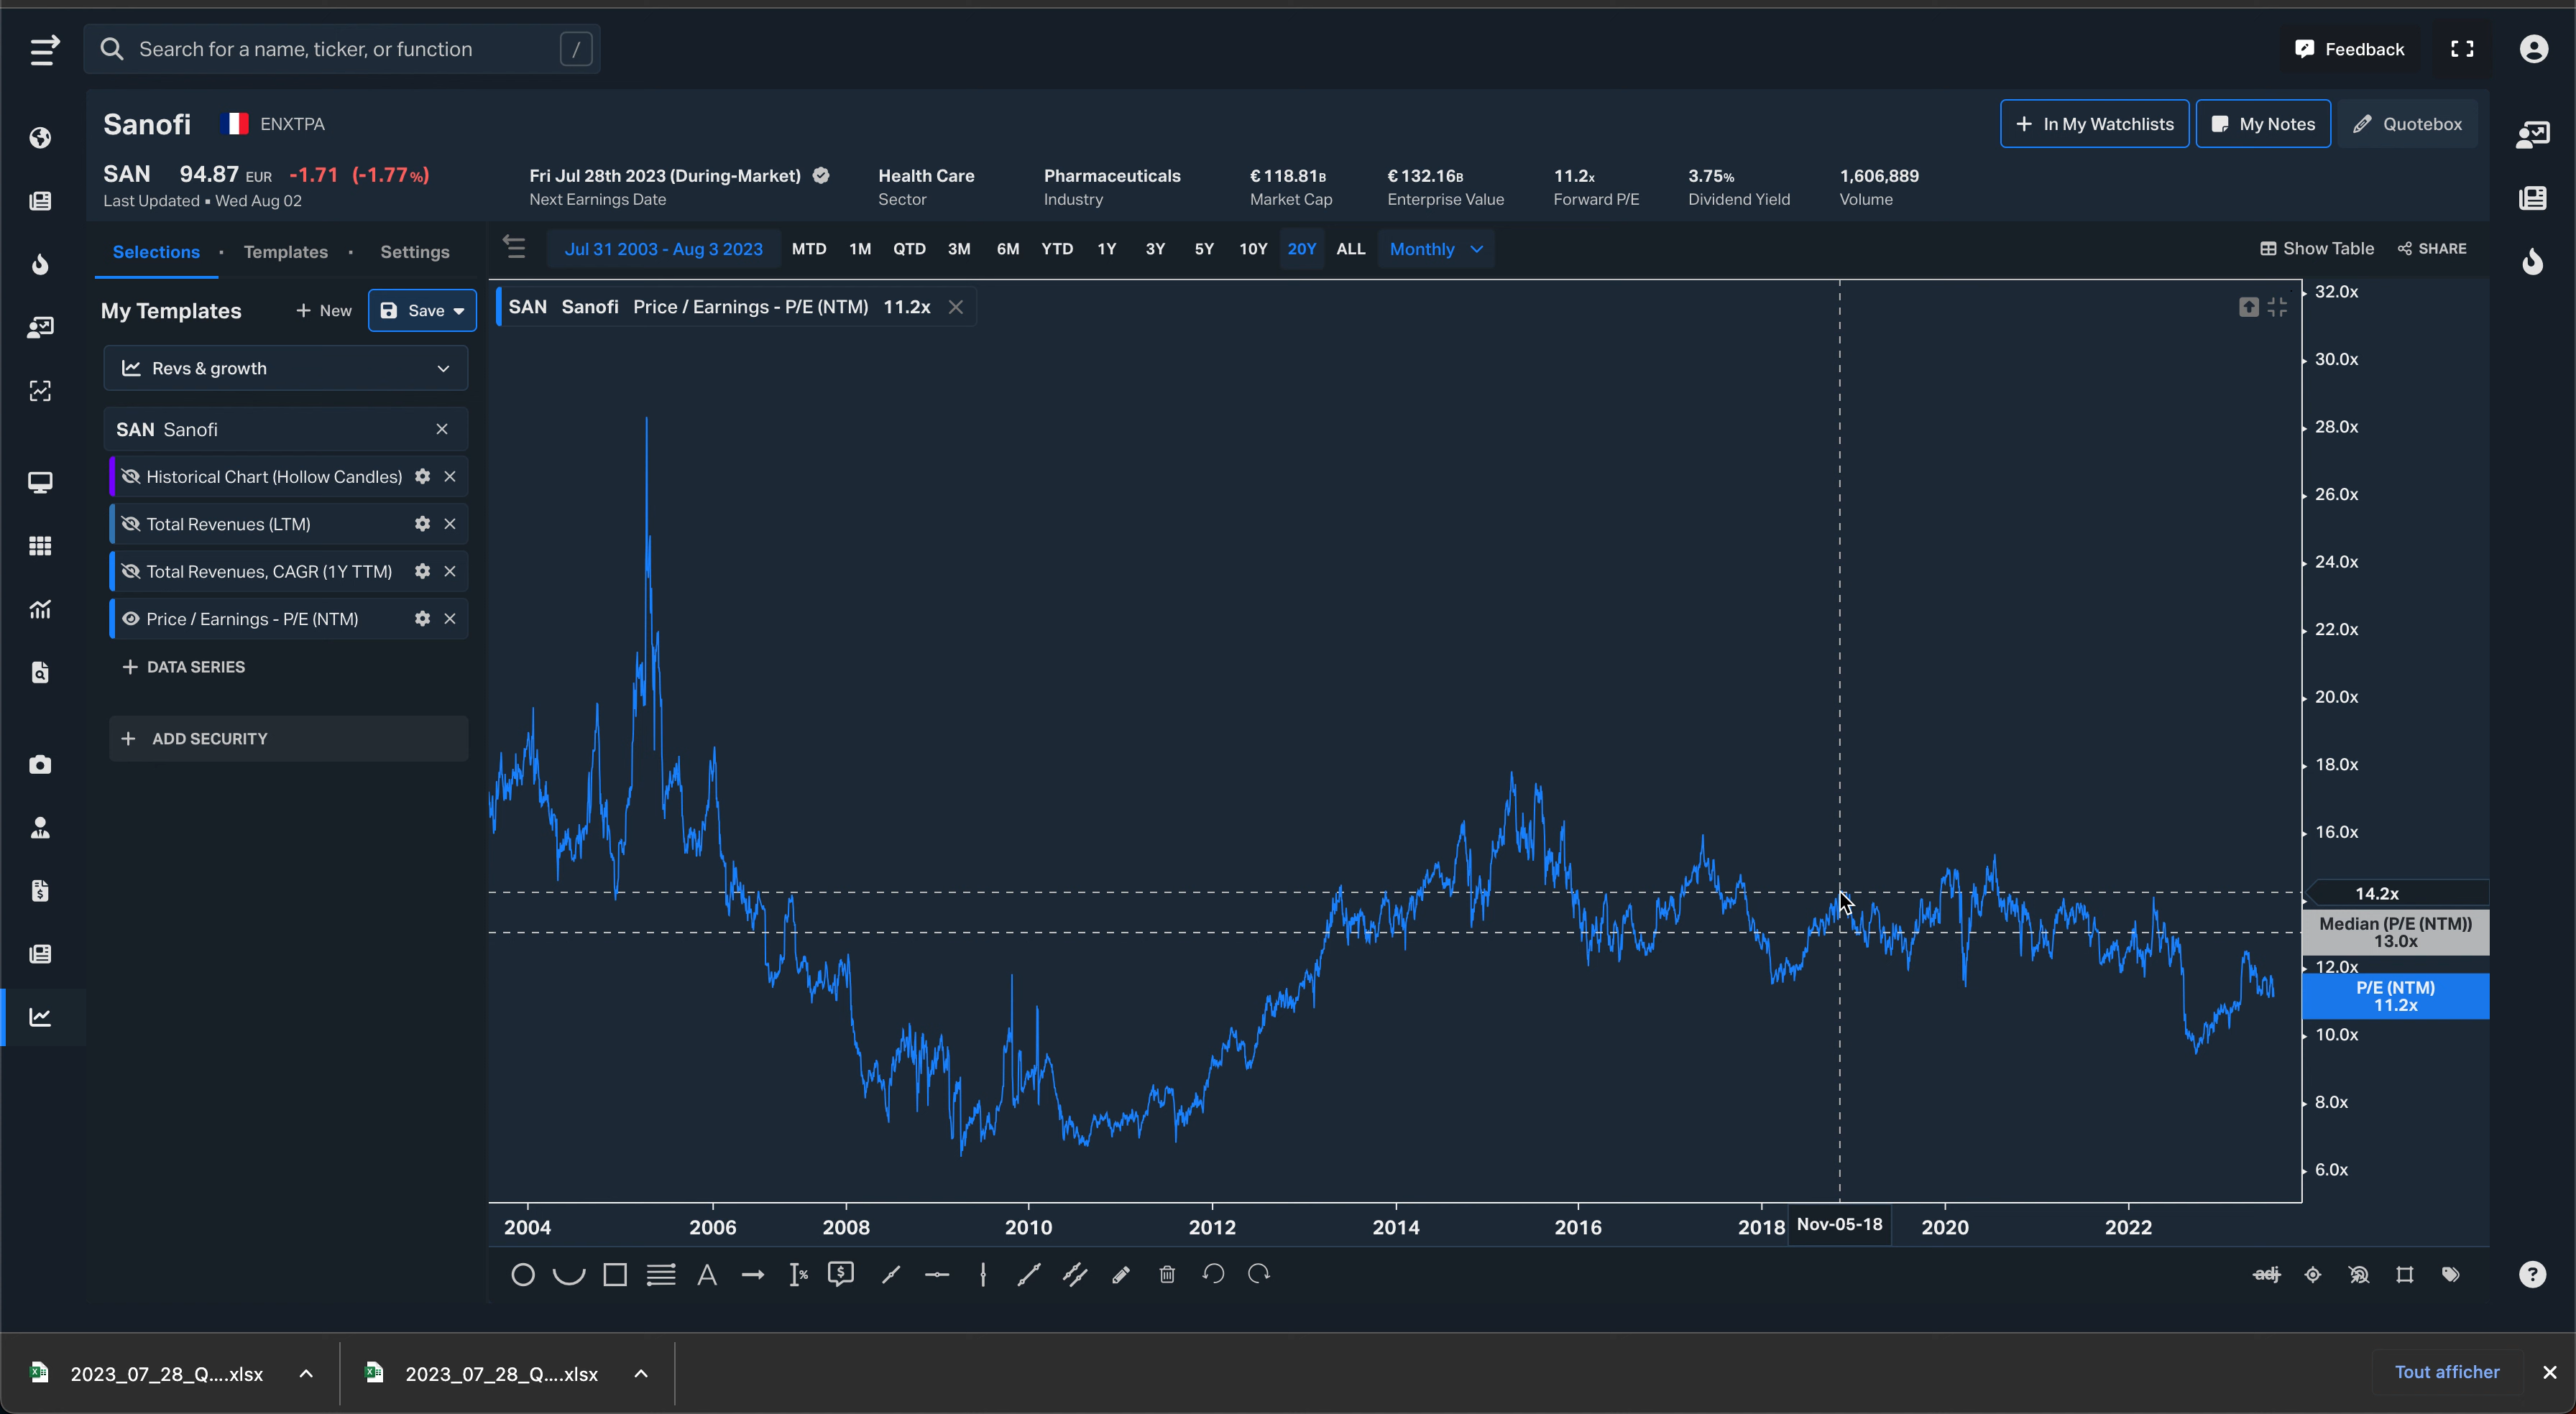 Search for a name, ticker, or function /
Feedback
Sanofi ENXTPA
+ In My Watchlists My Notes Quotebox
SAN 94.87 EUR -1.71 (-1.77%)
Last Updated ▪ Wed Aug 02
Fri Jul 28th 2023 (During-Market)
Next Earnings Date
Health Care
Sector
Pharmaceuticals
Industry
€118.81B
Market Cap
€132.16B
Enterprise Value
11.2x
Forward P/E
3.75%
Dividend Yield
1,606,889
Volume
Selections · Templates · Settings
Jul 31 2003 - Aug 3 2023 MTD 1M QTD 3M 6M YTD 1Y 3Y 5Y 10Y 20Y ALL Monthly
Show Table SHARE
My Templates + New Save
Revs & growth
SAN Sanofi
Historical Chart (Hollow Candles)
Total Revenues (LTM)
Total Revenues, CAGR (1Y TTM)
Price / Earnings - P/E (NTM)
+ DATA SERIES
+ ADD SECURITY
SAN Sanofi Price / Earnings - P/E (NTM) 11.2x
32.0x
30.0x
28.0x
26.0x
24.0x
22.0x
20.0x
18.0x
16.0x
14.2x
Median (P/E (NTM))
13.0x
12.0x
P/E (NTM)
11.2x
10.0x
8.0x
6.0x
2004 2006 2008 2010 2012 2014 2016 2018 Nov-05-18 2020 2022
A
%
$
adj
?
2023_07_28_Q....xlsx
2023_07_28_Q....xlsx
Tout afficher